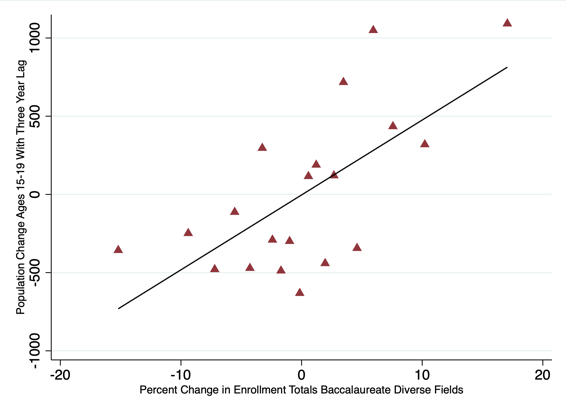 Population Change Ages 15-19 With Three Year Lag
1000
500
0
-500
-1000
-20 -10 0 10 20
Percent Change in Enrollment Totals Baccalaureate Diverse Fields